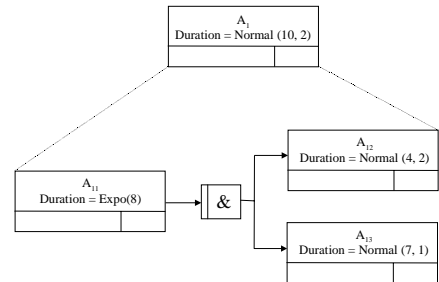 A₁
Duration = Normal (10, 2)
A₁₂
Duration = Normal (4, 2)
A₁₁
Duration = Expo(8)
&
A₁₃
Duration = Normal (7, 1)